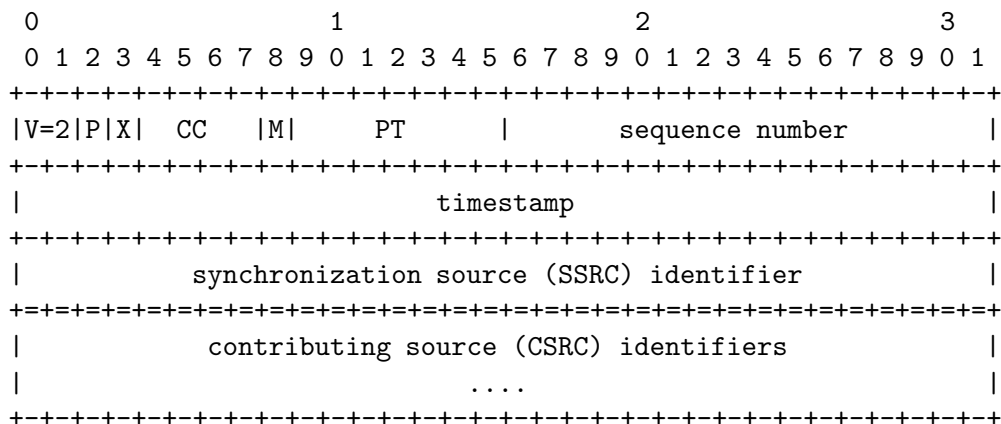 0                   1                   2                   3
0 1 2 3 4 5 6 7 8 9 0 1 2 3 4 5 6 7 8 9 0 1 2 3 4 5 6 7 8 9 0 1
+-+-+-+-+-+-+-+-+-+-+-+-+-+-+-+-+-+-+-+-+-+-+-+-+-+-+-+-+-+-+-+-+
|V=2|P|X|  CC   |M|     PT      |       sequence number         |
+-+-+-+-+-+-+-+-+-+-+-+-+-+-+-+-+-+-+-+-+-+-+-+-+-+-+-+-+-+-+-+-+
|                           timestamp                           |
+-+-+-+-+-+-+-+-+-+-+-+-+-+-+-+-+-+-+-+-+-+-+-+-+-+-+-+-+-+-+-+-+
|           synchronization source (SSRC) identifier            |
+=+=+=+=+=+=+=+=+=+=+=+=+=+=+=+=+=+=+=+=+=+=+=+=+=+=+=+=+=+=+=+=+
|            contributing source (CSRC) identifiers             |
|                             ....                              |
+-+-+-+-+-+-+-+-+-+-+-+-+-+-+-+-+-+-+-+-+-+-+-+-+-+-+-+-+-+-+-+-+